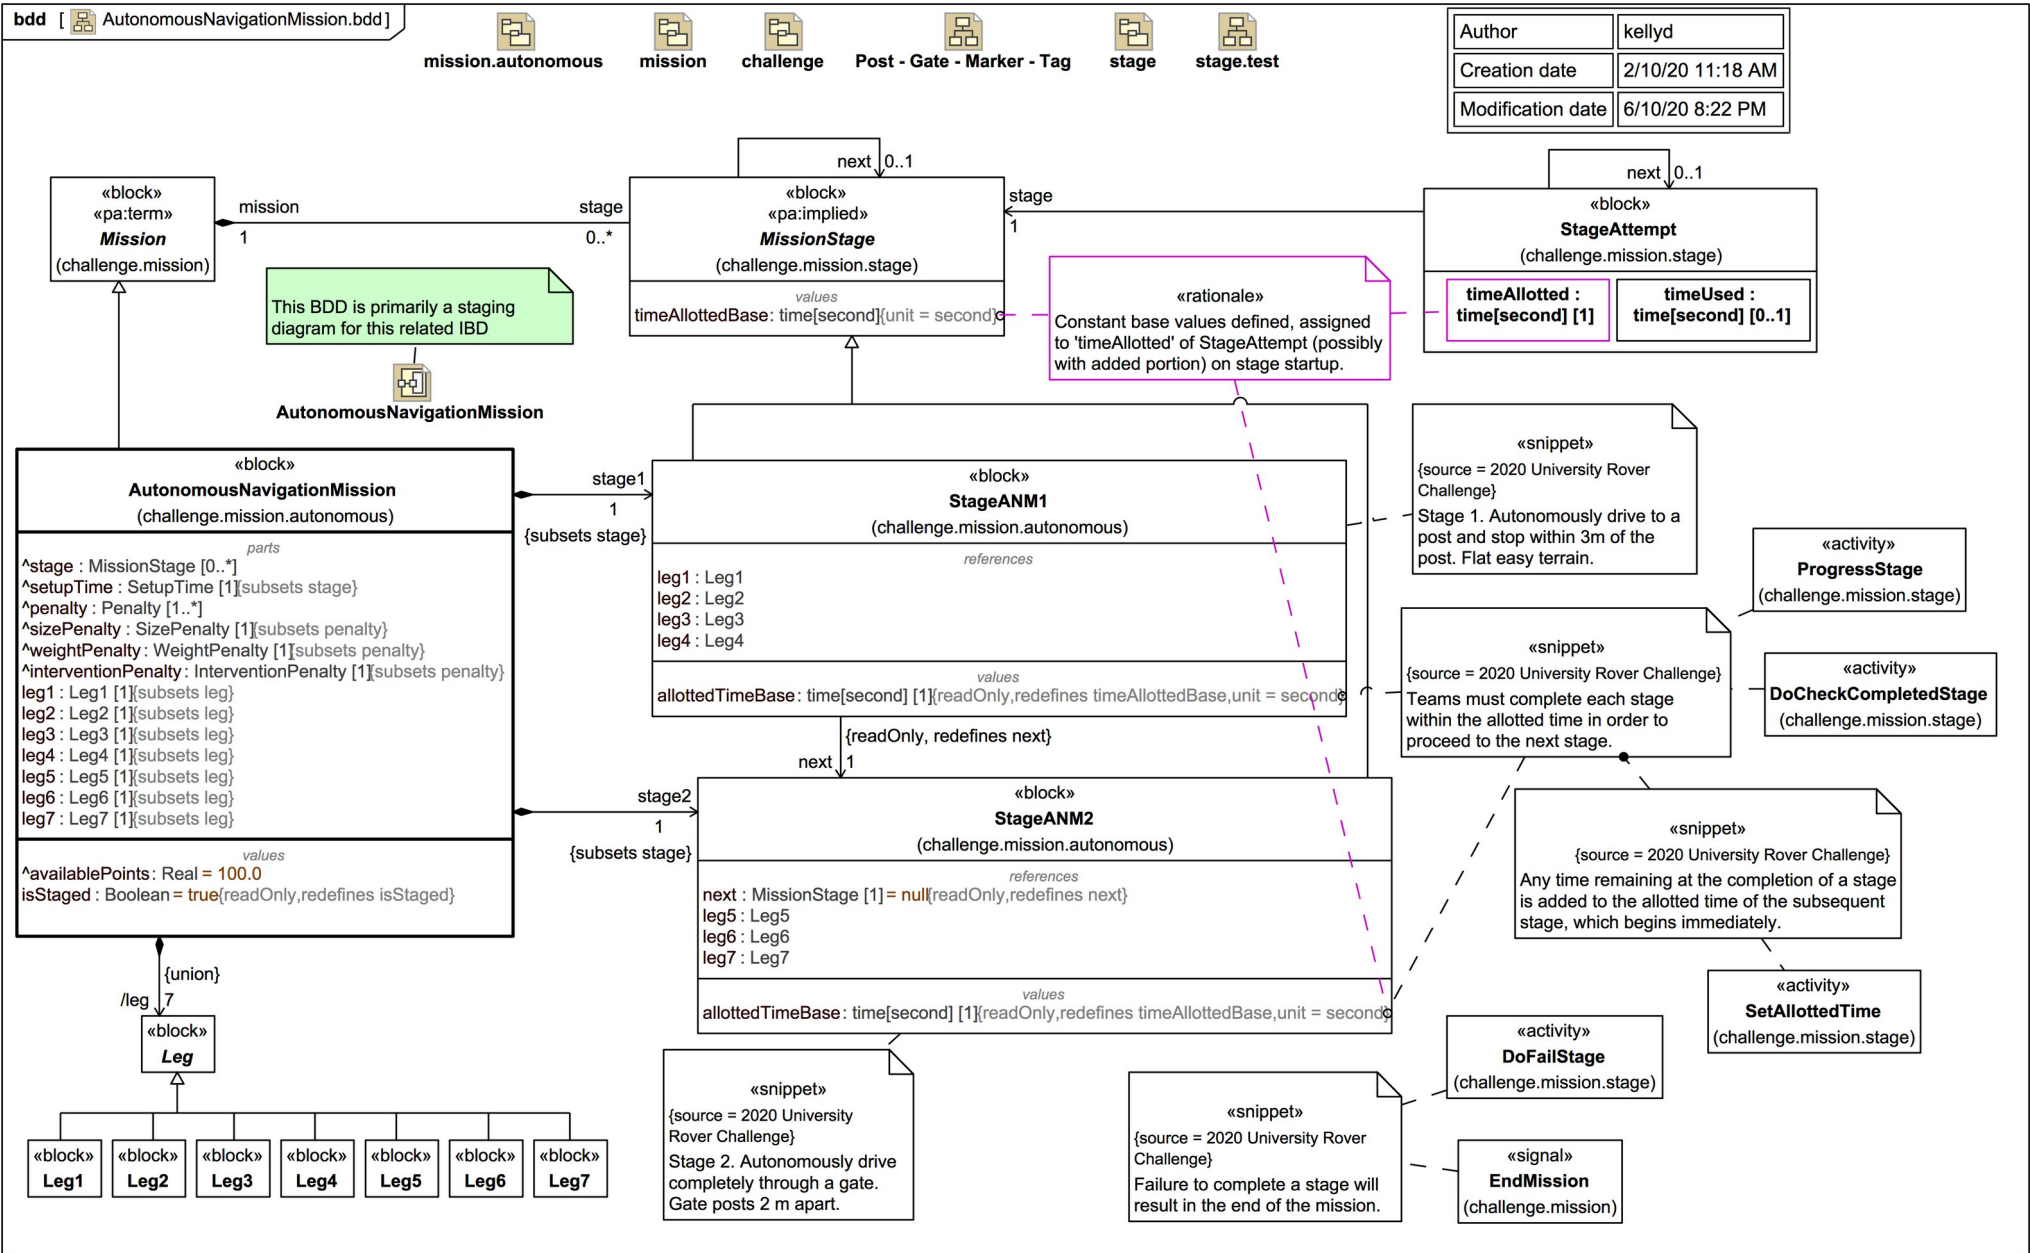 bdd [ AutonomousNavigationMission.bdd ]
mission.autonomous
mission
challenge
Post - Gate - Marker - Tag
stage
stage.test
Author
kellyd
Creation date
2/10/20 11:18 AM
Modification date
6/10/20 8:22 PM
«block»
«pa:term»
Mission
(challenge.mission)
mission
1
stage
0..*
next
0..1
«block»
«pa:implied»
MissionStage
(challenge.mission.stage)
values
timeAllottedBase: time[second]{unit = second}
stage
1
next
0..1
«block»
StageAttempt
(challenge.mission.stage)
timeAllotted :
time[second] [1]
timeUsed :
time[second] [0..1]
This BDD is primarily a staging
diagram for this related IBD
AutonomousNavigationMission
«rationale»
Constant base values defined, assigned
to 'timeAllotted' of StageAttempt (possibly
with added portion) on stage startup.
«block»
AutonomousNavigationMission
(challenge.mission.autonomous)
parts
^stage : MissionStage [0..*]
^setupTime : SetupTime [1]{subsets stage}
^penalty : Penalty [1..*]
^sizePenalty : SizePenalty [1]{subsets penalty}
^weightPenalty : WeightPenalty [1]{subsets penalty}
^interventionPenalty : InterventionPenalty [1]{subsets penalty}
leg1 : Leg1 [1]{subsets leg}
leg2 : Leg2 [1]{subsets leg}
leg3 : Leg3 [1]{subsets leg}
leg4 : Leg4 [1]{subsets leg}
leg5 : Leg5 [1]{subsets leg}
leg6 : Leg6 [1]{subsets leg}
leg7 : Leg7 [1]{subsets leg}
values
^availablePoints : Real = 100.0
isStaged : Boolean = true{readOnly,redefines isStaged}
stage1
1
{subsets stage}
«block»
StageANM1
(challenge.mission.autonomous)
references
leg1 : Leg1
leg2 : Leg2
leg3 : Leg3
leg4 : Leg4
values
allottedTimeBase: time[second] [1]{readOnly,redefines timeAllottedBase,unit = second}
{readOnly, redefines next}
next
1
stage2
1
{subsets stage}
«block»
StageANM2
(challenge.mission.autonomous)
references
next : MissionStage [1] = null{readOnly,redefines next}
leg5 : Leg5
leg6 : Leg6
leg7 : Leg7
values
allottedTimeBase: time[second] [1]{readOnly,redefines timeAllottedBase,unit = second}
«snippet»
{source = 2020 University Rover
Challenge}
Stage 1. Autonomously drive to a
post and stop within 3m of the
post. Flat easy terrain.
«activity»
ProgressStage
(challenge.mission.stage)
«snippet»
{source = 2020 University Rover Challenge}
Teams must complete each stage
within the allotted time in order to
proceed to the next stage.
«activity»
DoCheckCompletedStage
(challenge.mission.stage)
«snippet»
{source = 2020 University Rover Challenge}
Any time remaining at the completion of a stage
is added to the allotted time of the subsequent
stage, which begins immediately.
«activity»
SetAllottedTime
(challenge.mission.stage)
{union}
/leg
7
«block»
Leg
«block»
Leg1
«block»
Leg2
«block»
Leg3
«block»
Leg4
«block»
Leg5
«block»
Leg6
«block»
Leg7
«snippet»
{source = 2020 University
Rover Challenge}
Stage 2. Autonomously drive
completely through a gate.
Gate posts 2 m apart.
«snippet»
{source = 2020 University Rover
Challenge}
Failure to complete a stage will
result in the end of the mission.
«activity»
DoFailStage
(challenge.mission.stage)
«signal»
EndMission
(challenge.mission)